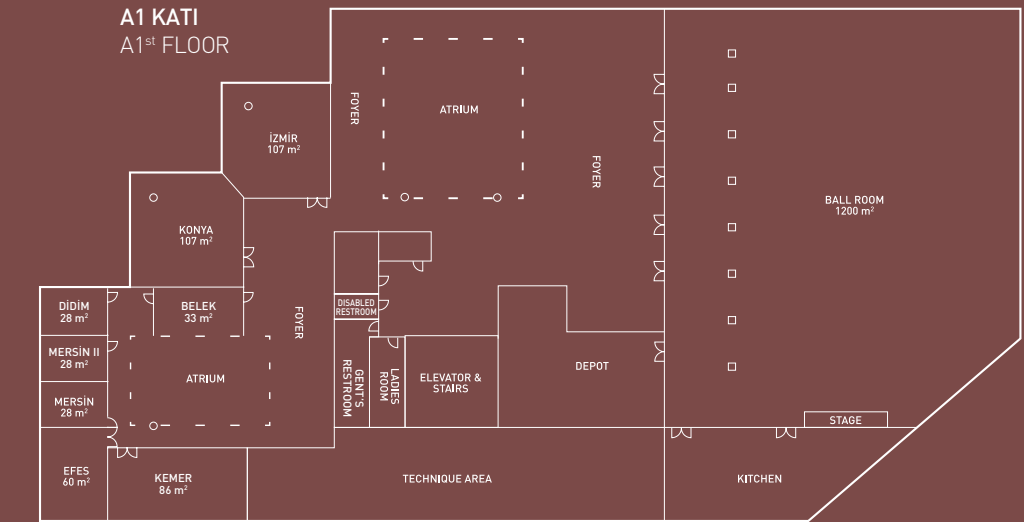 A1 KATI
A1st FLOOR
FOYER
ATRIUM
İZMİR
107 m²
FOYER
BALL ROOM
1200 m²
KONYA
107 m²
DİDİM
28 m²
BELEK
33 m²
DISABLED
RESTROOM
FOYER
MERSİN II
28 m²
ATRIUM
GENT'S
RESTROOM
LADIES
ROOM
ELEVATOR &
STAIRS
DEPOT
MERSİN
28 m²
STAGE
EFES
60 m²
KEMER
86 m²
TECHNIQUE AREA
KITCHEN